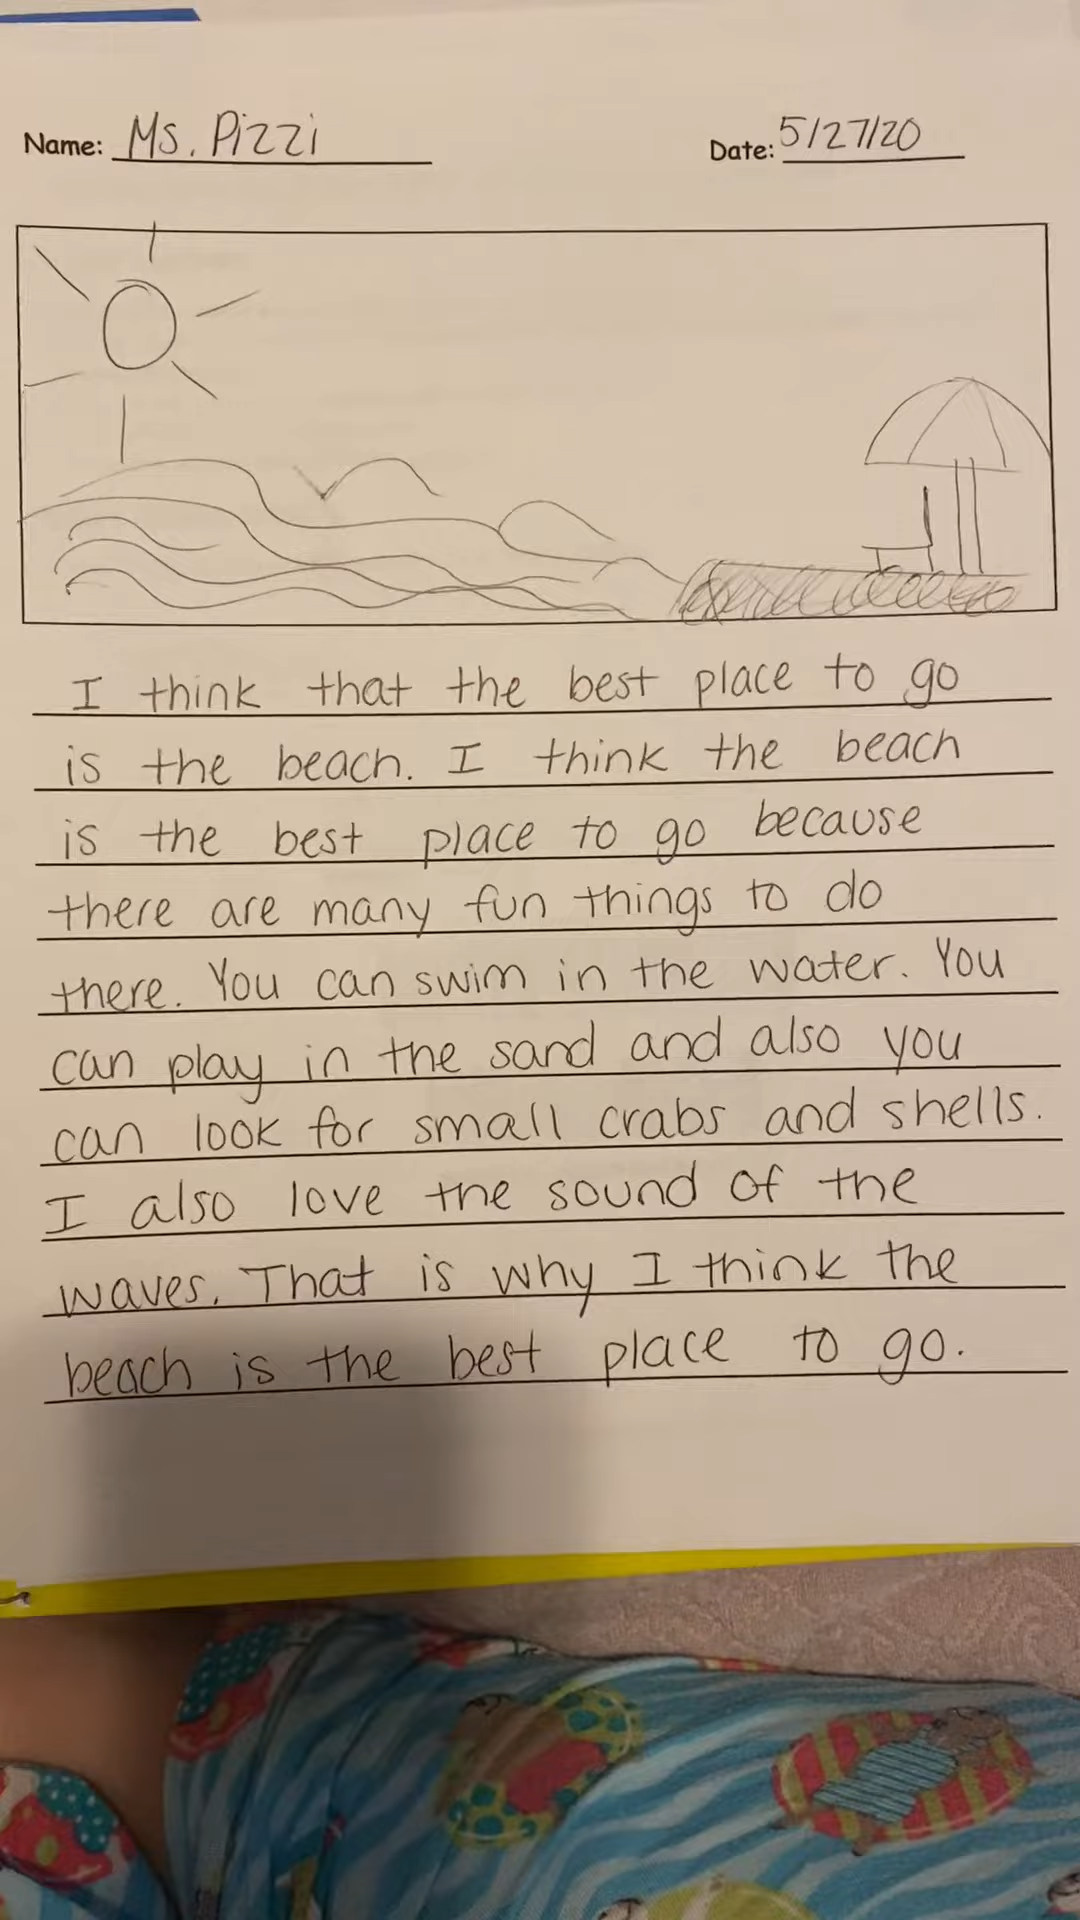 Name: Ms. Pizzi Date: 5/27/20
I think that the best place to go
is the beach. I think the beach
is the best place to go because
there are many fun things to do
there. You can swim in the water. You
can play in the sand and also you
can look for small crabs and shells.
I also love the sound of the
waves. That is why I think the
beach is the best place to go.